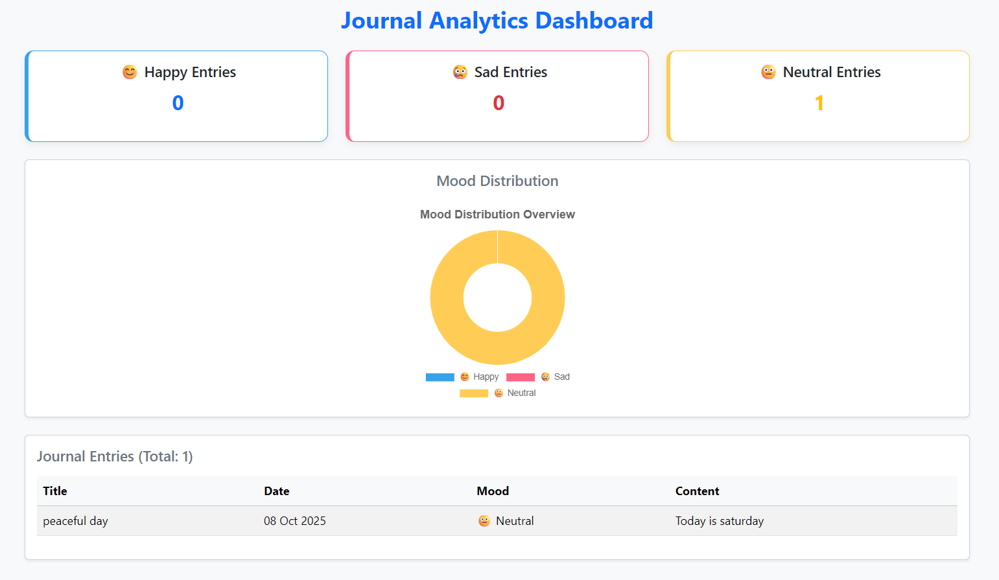 Journal Analytics Dashboard
😊 Happy Entries
0
😢 Sad Entries
0
😐 Neutral Entries
1
Mood Distribution
Mood Distribution Overview
😊 Happy 😢 Sad
😐 Neutral
Journal Entries (Total: 1)
Title Date Mood Content
peaceful day 08 Oct 2025 😐 Neutral Today is saturday